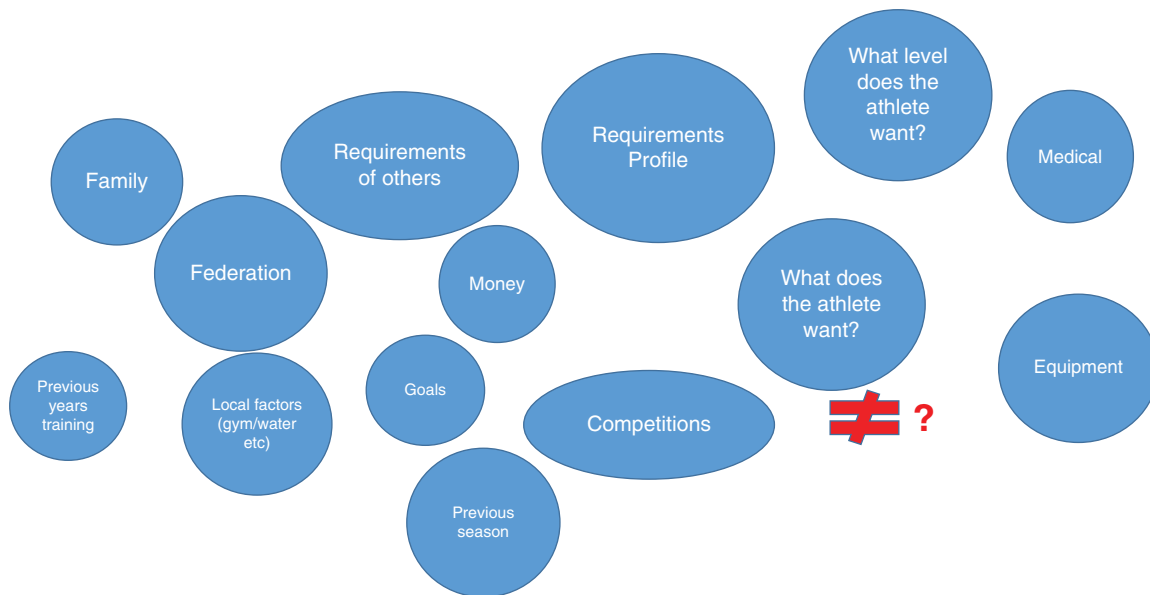 What level
does the
athlete
want?
Requirements
Profile
Requirements
of others
Medical
Family
Federation
Money
What does
the athlete
want?
Equipment
Previous
years
training
Local factors
(gym/water
etc)
Goals
Competitions
≠ ?
Previous
season